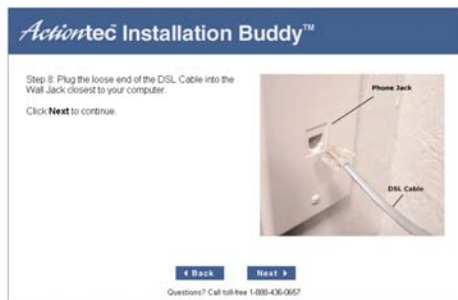 Actiontec Installation Buddy™
Step 8: Plug the loose end of the DSL Cable into the
Wall Jack closest to your computer.
Click Next to continue.
Phone Jack
DSL Cable
Back
Next
Questions? Call toll-free 1-888-436-0657.